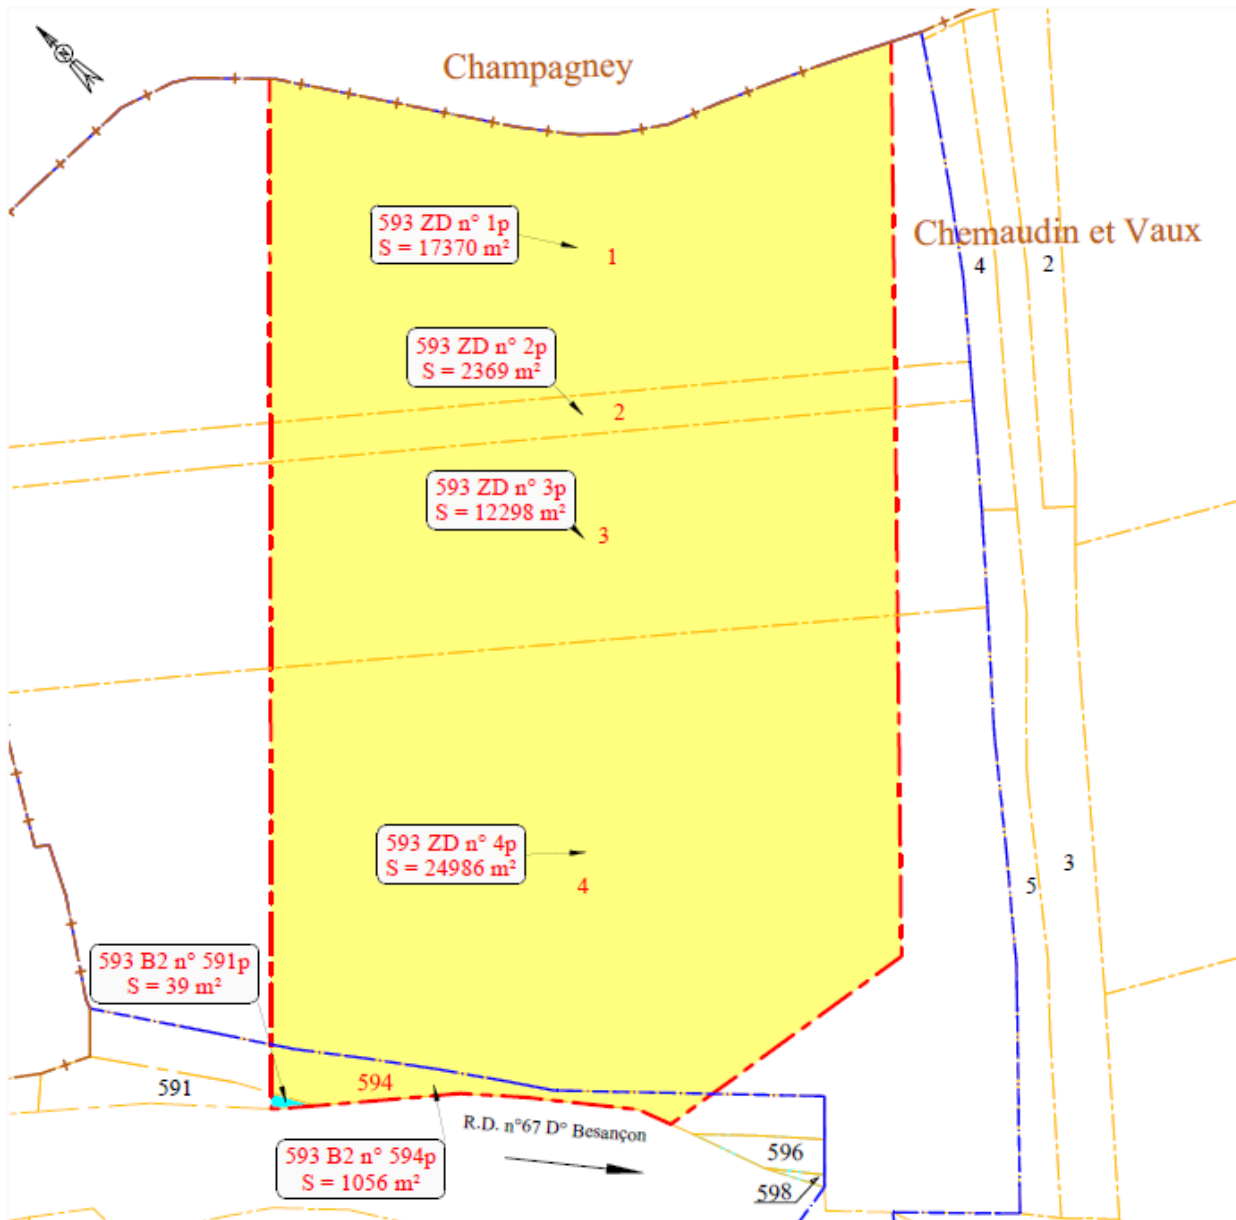 Champagney
593 ZD n° 1p
S = 17370 m²
1
Chemaudin et Vaux
4
2
593 ZD n° 2p
S = 2369 m²
2
593 ZD n° 3p
S = 12298 m²
3
593 ZD n° 4p
S = 24986 m²
4
3
5
593 B2 n° 591p
S = 39 m²
591
594
R.D. n°67 D° Besançon
593 B2 n° 594p
S = 1056 m²
596
598